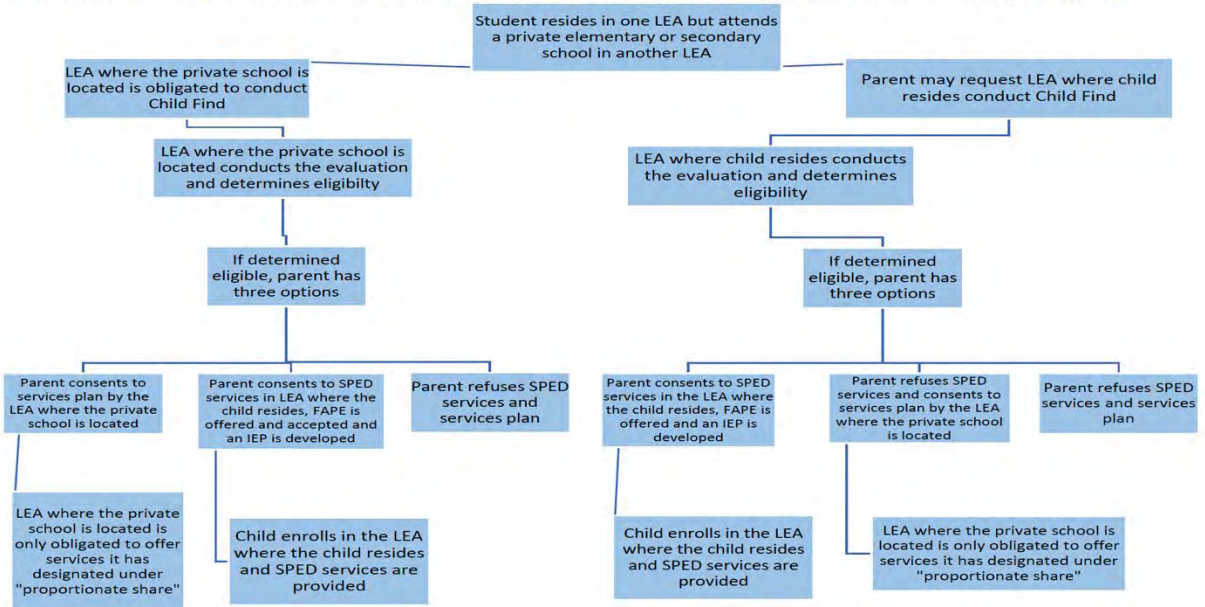 Student resides in one LEA but attends
a private elementary or secondary
school in another LEA
LEA where the private school is
located is obligated to conduct
Child Find
Parent may request LEA where child
resides conduct Child Find
LEA where the private school is
located conducts the evaluation
and determines eligibilty
LEA where child resides conducts
the evaluation and determines
eligibility
If determined
eligible, parent has
three options
If determined
eligible, parent has
three options
Parent consents to
services plan by the
LEA where the private
school is located
Parent consents to SPED
services in LEA where the
child resides, FAPE is
offered and accepted and
an IEP is developed
Parent refuses SPED
services and
services plan
Parent consents to SPED
services in the LEA where
the child resides, FAPE is
offered and an IEP is
developed
Parent refuses SPED
services and consents to
services plan by the LEA
where the private school
is located
Parent refuses SPED
services and services
plan
LEA where the private
school is located is
only obligated to offer
services it has
designated under
"proportionate share"
Child enrolls in the LEA
where the child resides
and SPED services are
provided
Child enrolls in the LEA
where the child resides
and SPED services are
provided
LEA where the private school is
located is only obligated to offer
services it has designated under
"proportionate share"